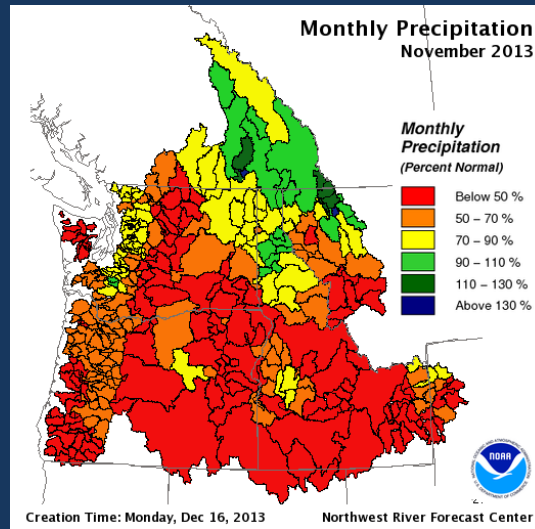 Monthly Precipitation
November 2013
Monthly
Precipitation
(Percent Normal)
Below 50 %
50 – 70 %
70 – 90 %
90 – 110 %
110 – 130 %
Above 130 %
NOAA
Creation Time: Monday, Dec 16, 2013 Northwest River Forecast Center